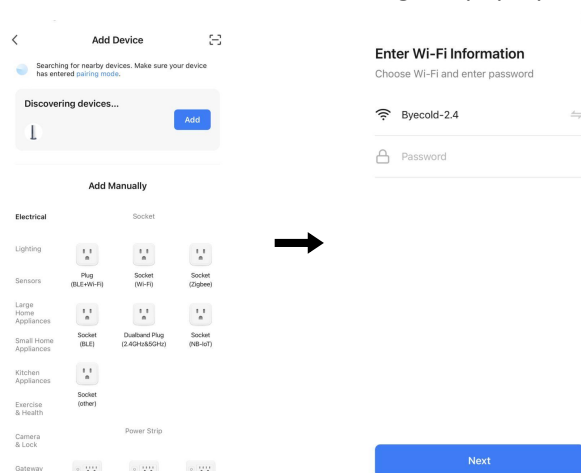 Add Device
Searching for nearby devices. Make sure your device
has entered pairing mode.
Discovering devices...
Add
Add Manually
Electrical
Socket
Lighting
Sensors
Large
Home
Appliances
Small Home
Appliances
Kitchen
Appliances
Exercise
& Health
Camera
& Lock
Gateway
Plug
(BLE+Wi-Fi)
Socket
(Wi-Fi)
Socket
(Zigbee)
Socket
(BLE)
Dualband Plug
(2.4GHz&5GHz)
Socket
(NB-IoT)
Socket
(other)
Power Strip
Enter Wi-Fi Information
Choose Wi-Fi and enter password
Byecold-2.4
Password
Next